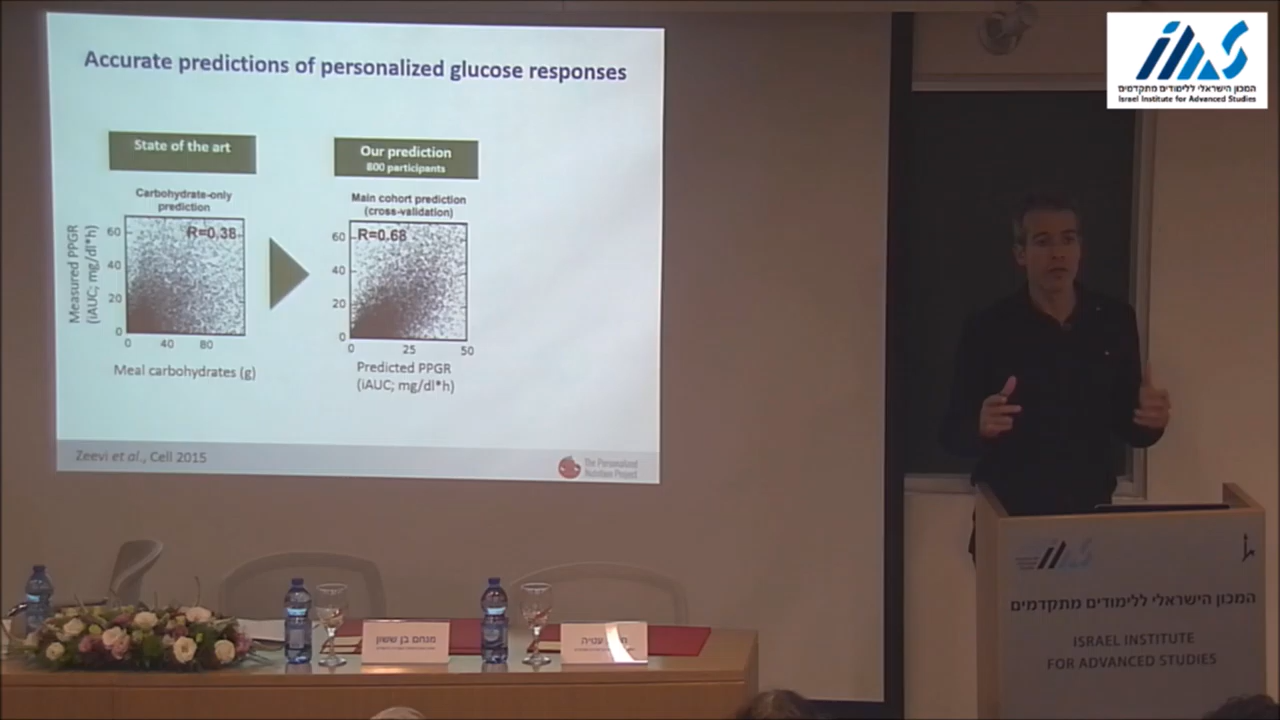 Accurate predictions of personalized glucose responses
State of the art
Carbohydrate-only
prediction
R=0.38
Measured PPGR
(iAUC; mg/dl*h)
60
40
20
0
0 40 80
Meal carbohydrates (g)
Our prediction
800 participants
Main cohort prediction
(cross-validation)
R=0.68
60
40
20
0
0 25 50
Predicted PPGR
(iAUC; mg/dl*h)
Zeevi et al., Cell 2015
The Personalized
Nutrition Project
המכון הישראלי ללימודים מתקדמים
Israel Institute for Advanced Studies
המכון הישראלי ללימודים מתקדמים
ISRAEL INSTITUTE
FOR ADVANCED STUDIES
מנחם בן ששון
עטיה